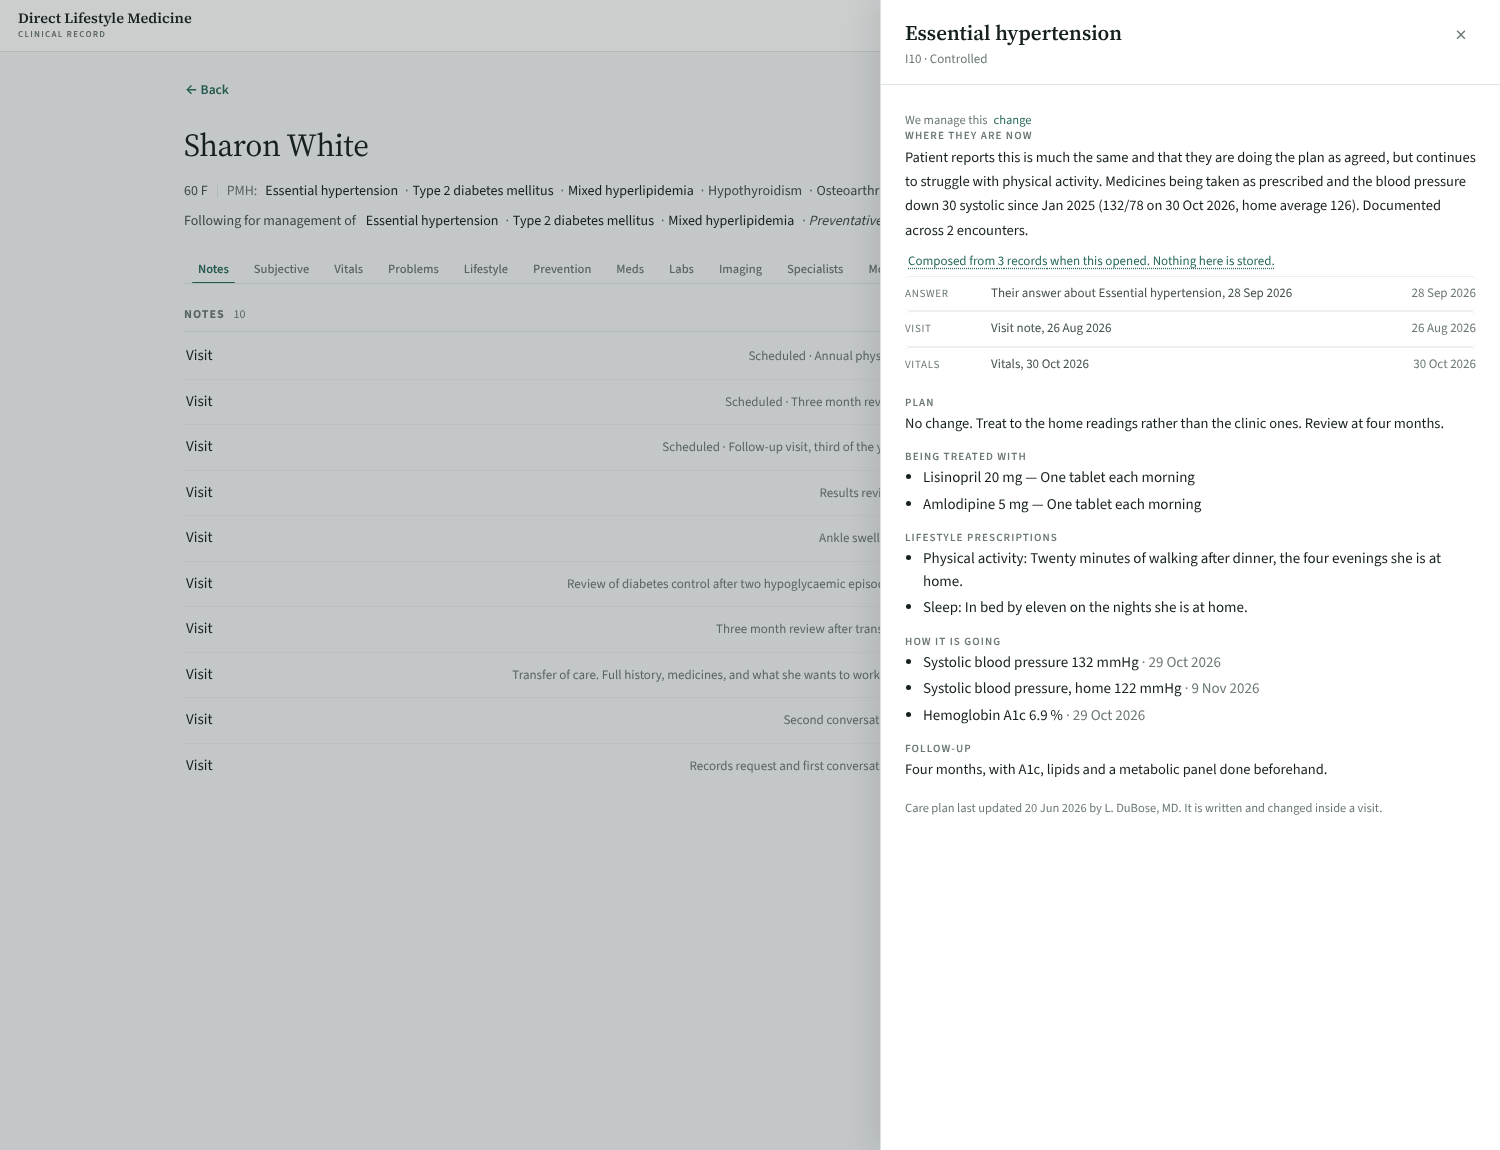 Direct Lifestyle Medicine
CLINICAL RECORD
← Back
Sharon White
60 F PMH: Essential hypertension · Type 2 diabetes mellitus · Mixed hyperlipidemia · Hypothyroidism · Osteoarthr
Following for management of Essential hypertension · Type 2 diabetes mellitus · Mixed hyperlipidemia · Preventative
Notes Subjective Vitals Problems Lifestyle Prevention Meds Labs Imaging Specialists
NOTES 10
Visit Scheduled · Annual phys
Visit Scheduled · Three month rev
Visit Scheduled · Follow-up visit, third of the y
Visit Results revi
Visit Ankle swell
Visit Review of diabetes control after two hypoglycaemic episod
Visit Three month review after trans
Visit Transfer of care. Full history, medicines, and what she wants to work
Visit Second conversat
Visit Records request and first conversat
Essential hypertension
×
I10 · Controlled
We manage this change
WHERE THEY ARE NOW
Patient reports this is much the same and that they are doing the plan as agreed, but continues
to struggle with physical activity. Medicines being taken as prescribed and the blood pressure
down 30 systolic since Jan 2025 (132/78 on 30 Oct 2026, home average 126). Documented
across 2 encounters.
Composed from 3 records when this opened. Nothing here is stored.
ANSWER Their answer about Essential hypertension, 28 Sep 2026 28 Sep 2026
VISIT Visit note, 26 Aug 2026 26 Aug 2026
VITALS Vitals, 30 Oct 2026 30 Oct 2026
PLAN
No change. Treat to the home readings rather than the clinic ones. Review at four months.
BEING TREATED WITH
• Lisinopril 20 mg — One tablet each morning
• Amlodipine 5 mg — One tablet each morning
LIFESTYLE PRESCRIPTIONS
• Physical activity: Twenty minutes of walking after dinner, the four evenings she is at
home.
• Sleep: In bed by eleven on the nights she is at home.
HOW IT IS GOING
• Systolic blood pressure 132 mmHg · 29 Oct 2026
• Systolic blood pressure, home 122 mmHg · 9 Nov 2026
• Hemoglobin A1c 6.9 % · 29 Oct 2026
FOLLOW-UP
Four months, with A1c, lipids and a metabolic panel done beforehand.
Care plan last updated 20 Jun 2026 by L. DuBose, MD. It is written and changed inside a visit.